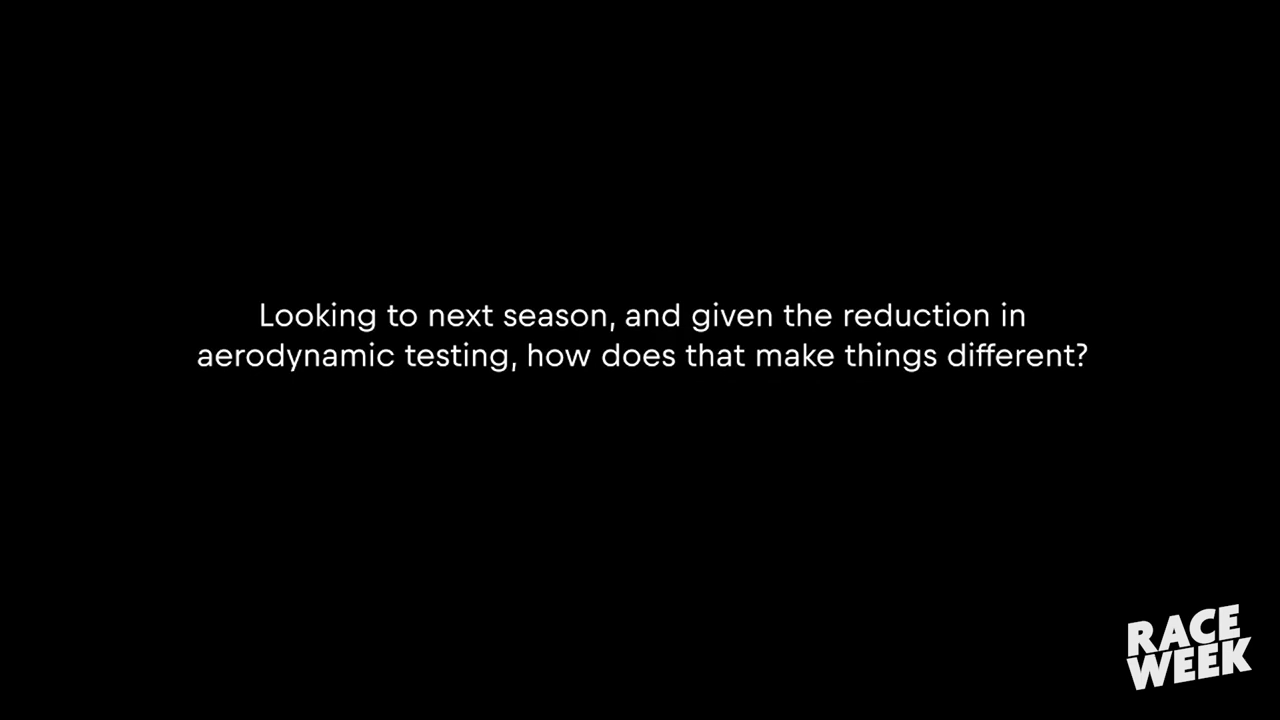 Looking to next season, and given the reduction in
aerodynamic testing, how does that make things different?
RACE
WEEK